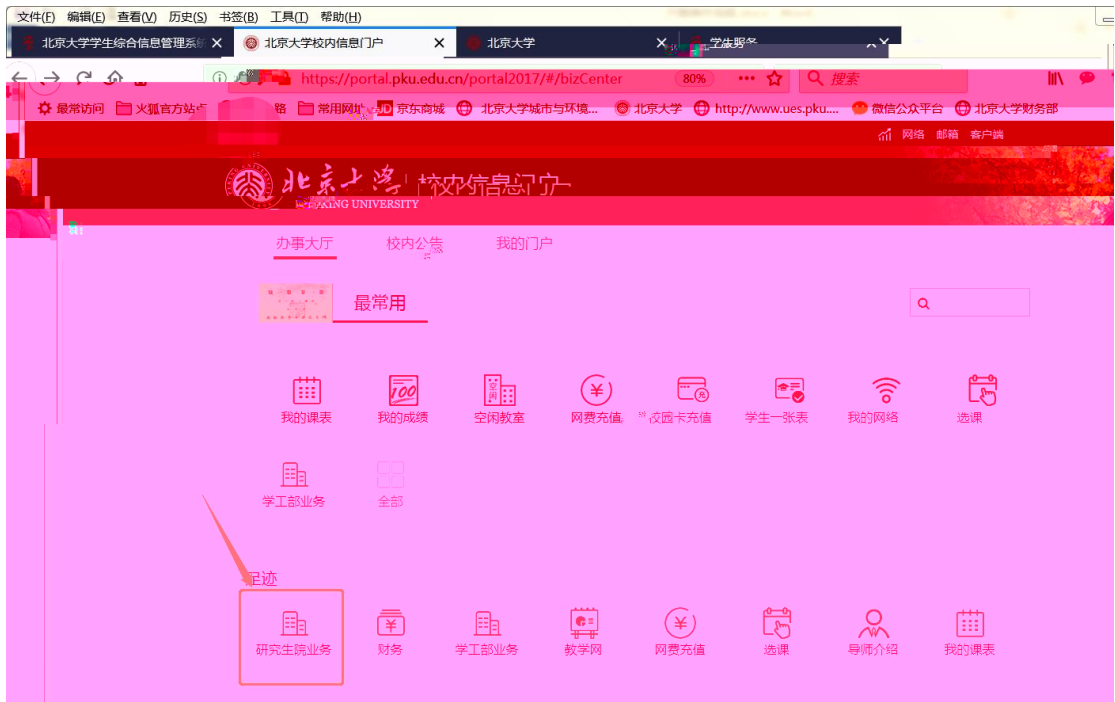 文件(F) 编辑(E) 查看(V) 历史(S) 书签(B) 工具(T) 帮助(H)
北京大学学生综合信息管理系统 北京大学校内信息门户 北京大学 学生服务
https://portal.pku.edu.cn/portal2017/#/bizCenter 80% 搜索
最常访问 火狐官方站点 常用网址 JD 京东商城 北京大学城市与环境... 北京大学 http://www.ues.pku.... 微信公众平台 北京大学财务部
网络 邮箱 客户端
北京大学 校内信息门户
PEKING UNIVERSITY
办事大厅 校内公告 我的门户
最常用
我的课表 我的成绩 空闲教室 网费充值 校园卡充值 学生一张表 我的网络 选课
学工部业务 全部
足迹
研究生院业务 财务 学工部业务 教学网 网费充值 选课 导师介绍 我的课表